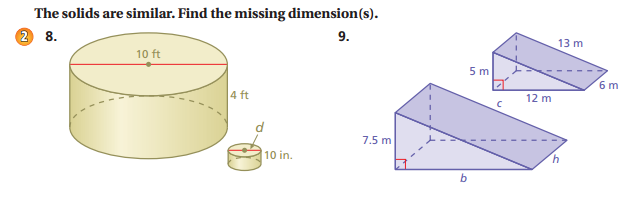 The solids are similar. Find the missing dimension(s).
2 8.
10 ft
4 ft
d
10 in.
9.
13 m
5 m
6 m
12 m
c
7.5 m
h
b